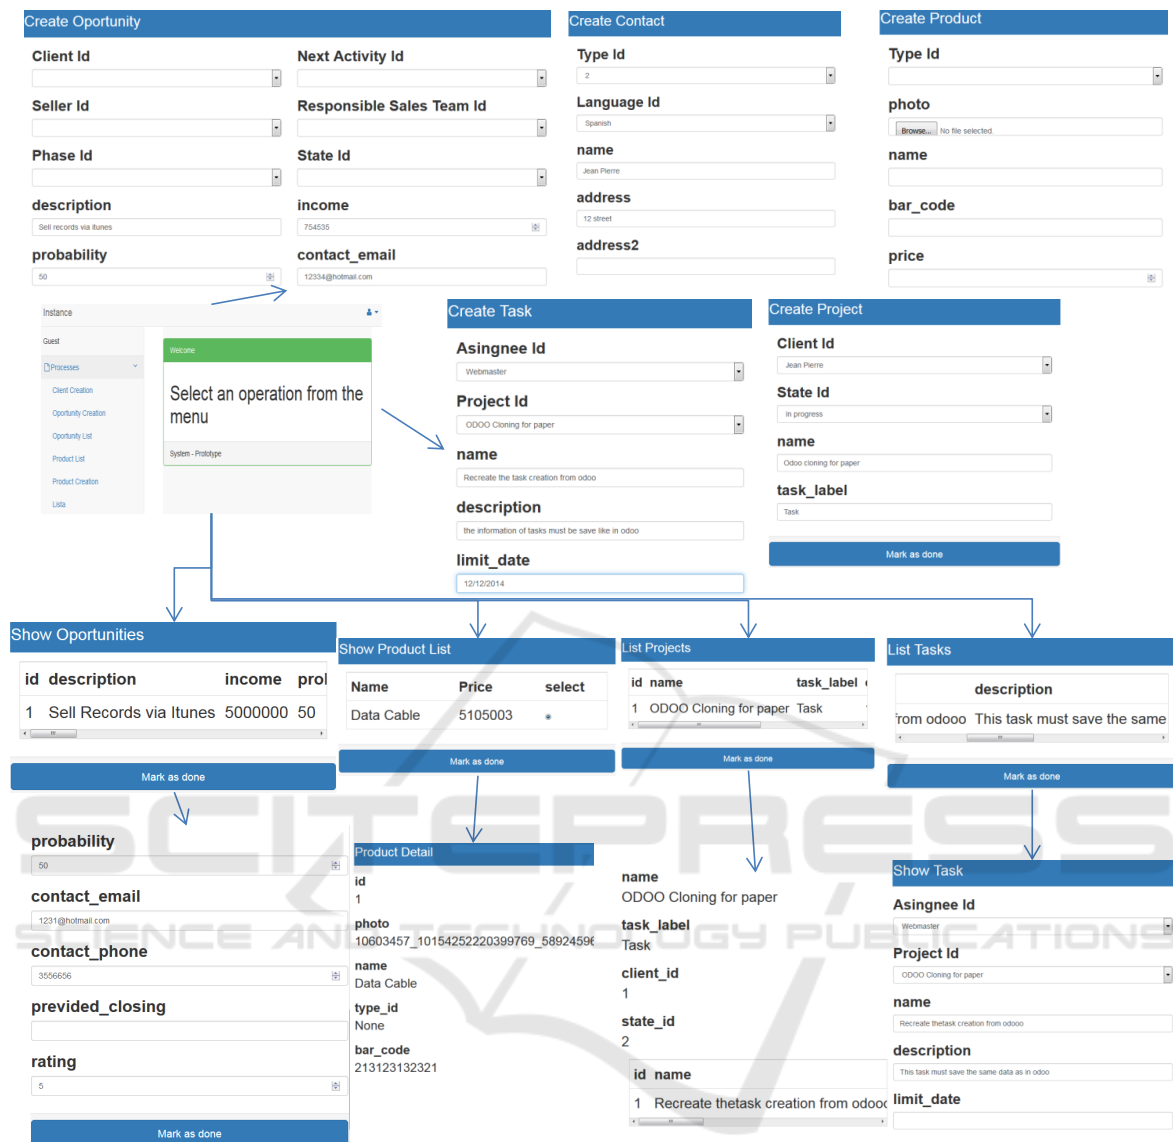 Create Oportunity
Client Id
Next Activity Id
Seller Id
Responsible Sales Team Id
Phase Id
State Id
description
income
Sell records via itunes
754535
probability
contact_email
50
12334@hotmail.com
Create Contact
Type Id
2
Language Id
Spanish
name
Jean Pierre
address
12 street
address2
Create Product
Type Id
photo
Browse... No file selected.
name
bar_code
price
Instance
Guest
Processes
Client Creation
Oportunity Creation
Oportunity List
Product List
Product Creation
Lista
Welcome
Select an operation from the
menu
System - Prototype
Create Task
Asingnee Id
Webmaster
Project Id
ODOO Cloning for paper
name
Recreate the task creation from odoo
description
the information of tasks must be save like in odoo
limit_date
12/12/2014
Create Project
Client Id
Jean Pierre
State Id
In progress
name
Odoo cloning for paper
task_label
Task
Mark as done
Show Oportunities
id description income prol
1 Sell Records via Itunes 5000000 50
Mark as done
Show Product List
Name Price select
Data Cable 5105003
Mark as done
List Projects
id name task_label
1 ODOO Cloning for paper Task
Mark as done
List Tasks
description
from odooo This task must save the same
Mark as done
probability
50
contact_email
1231@hotmail.com
contact_phone
3556656
previded_closing
rating
5
Mark as done
Product Detail
id
1
photo
10603457_10154252220399769_58924596
name
Data Cable
type_id
None
bar_code
213123132321
name
ODOO Cloning for paper
task_label
Task
client_id
1
state_id
2
id name
1 Recreate thetask creation from odooo
Show Task
Asingnee Id
Webmaster
Project Id
ODOO Cloning for paper
name
Recreate thetask creation from odooo
description
This task must save the same data as in odoo
limit_date
SCITEPRESS
SCIENCE AND TECHNOLOGY PUBLICATIONS